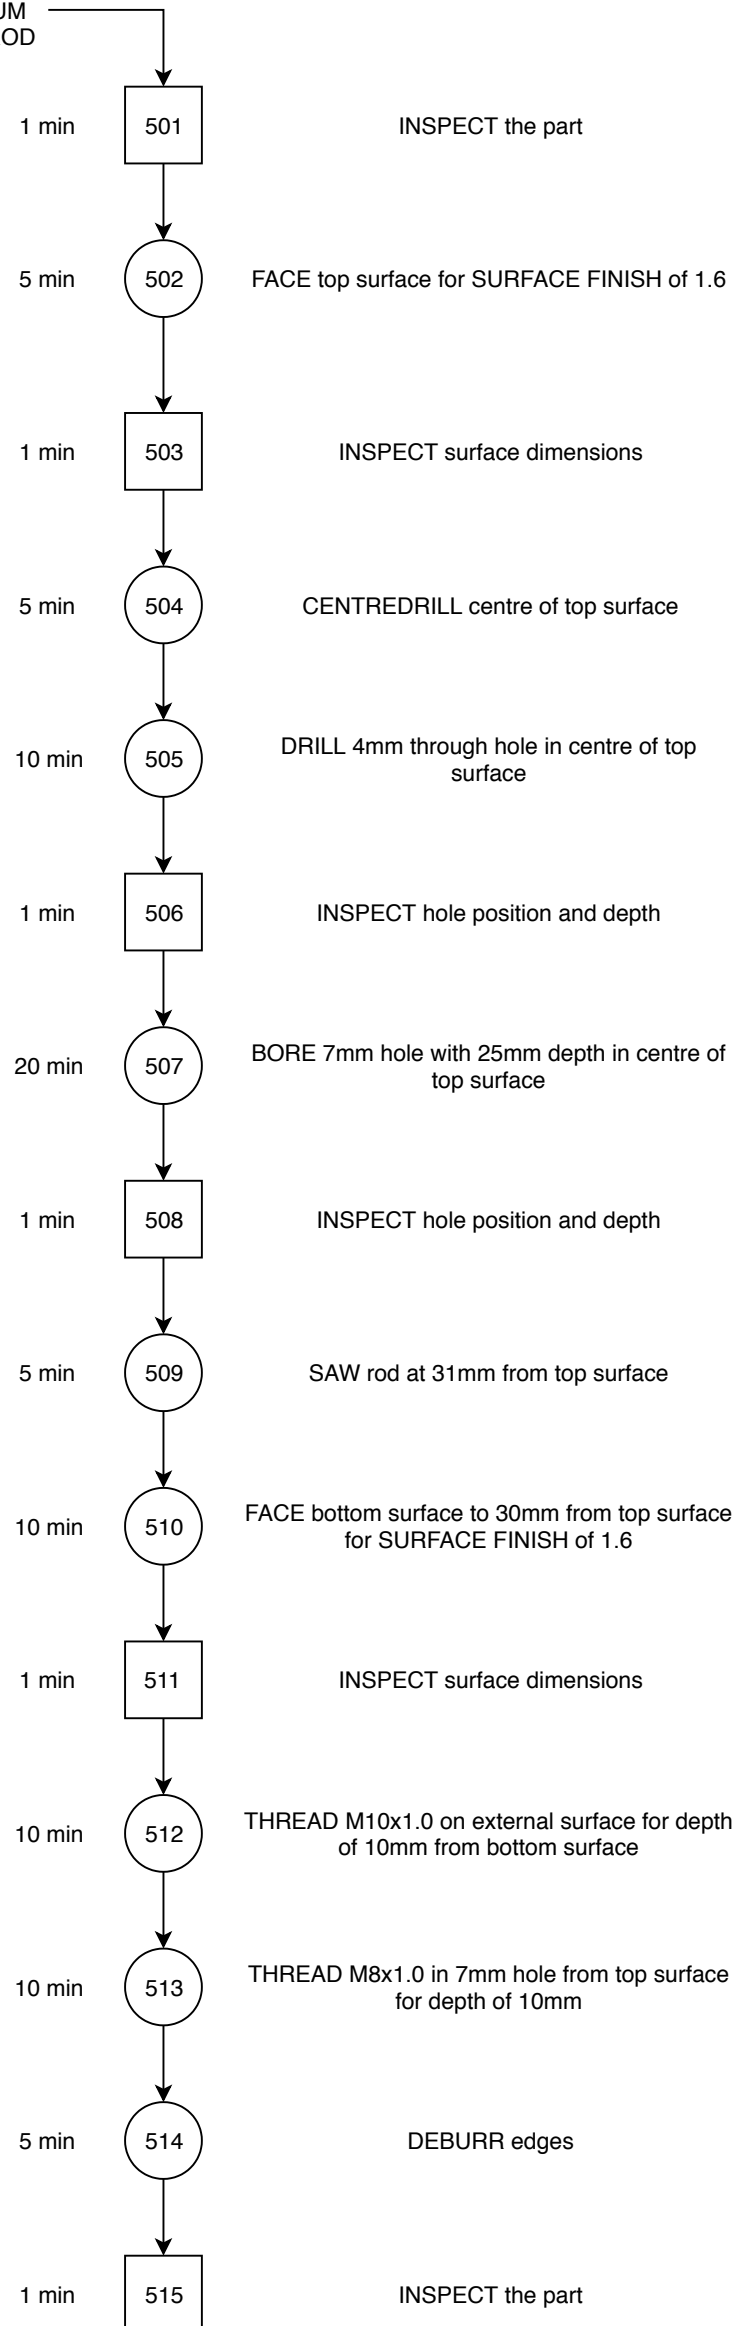 UM
OD
1 min 501 INSPECT the part
5 min 502 FACE top surface for SURFACE FINISH of 1.6
1 min 503 INSPECT surface dimensions
5 min 504 CENTREDRILL centre of top surface
10 min 505 DRILL 4mm through hole in centre of top
surface
1 min 506 INSPECT hole position and depth
20 min 507 BORE 7mm hole with 25mm depth in centre of
top surface
1 min 508 INSPECT hole position and depth
5 min 509 SAW rod at 31mm from top surface
10 min 510 FACE bottom surface to 30mm from top surface
for SURFACE FINISH of 1.6
1 min 511 INSPECT surface dimensions
10 min 512 THREAD M10x1.0 on external surface for depth
of 10mm from bottom surface
10 min 513 THREAD M8x1.0 in 7mm hole from top surface
for depth of 10mm
5 min 514 DEBURR edges
1 min 515 INSPECT the part